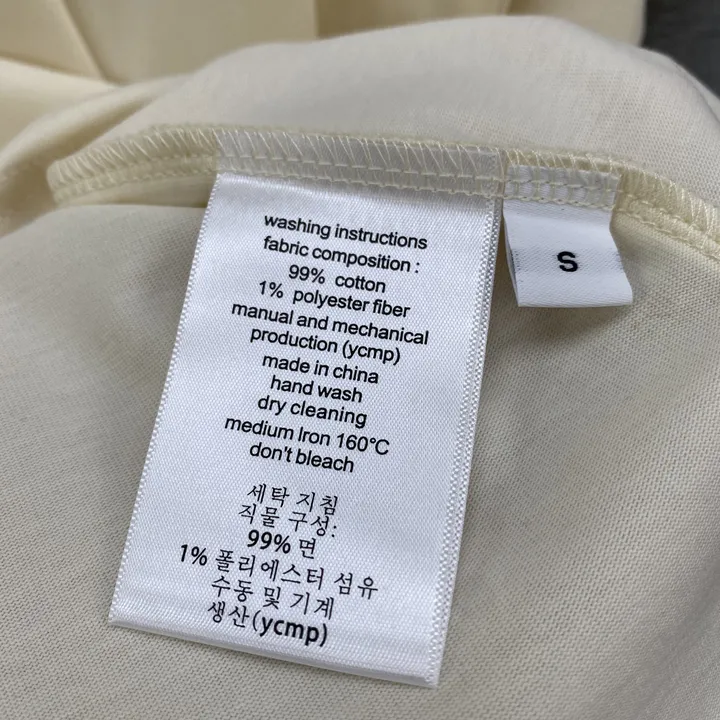 washing instructions
fabric composition :
99% cotton
1% polyester fiber
manual and mechanical
production (ycmp)
made in china
hand wash
dry cleaning
medium Iron 160°C
don't bleach
세탁 지침
직물 구성:
99% 면
1% 폴리에스터 섬유
수동 및 기계
생산(ycmp)
S